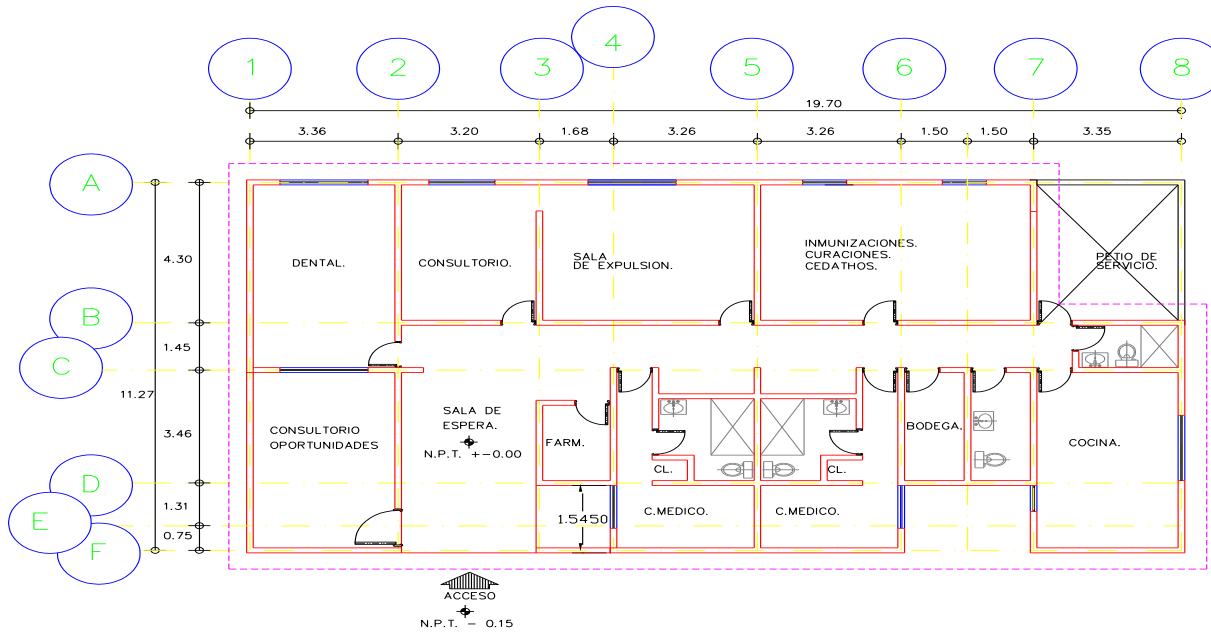 4
1
2
3
5
6
7
8
19.70
3.36
3.20
1.68
3.26
3.26
1.50
1.50
3.35
A
4.30
B
1.45
C
11.27
3.46
D
1.31
E
0.75
F
DENTAL.
CONSULTORIO.
SALA
DE EXPULSION.
INMUNIZACIONES.
CURACIONES.
CEDATHOS.
PETIO DE
SERVICIO.
CONSULTORIO
OPORTUNIDADES
SALA DE
ESPERA.
N.P.T. +-0.00
FARM.
CL.
CL.
BODEGA.
COCINA.
1.5450
C.MEDICO.
C.MEDICO.
ACCESO
N.P.T. - 0.15